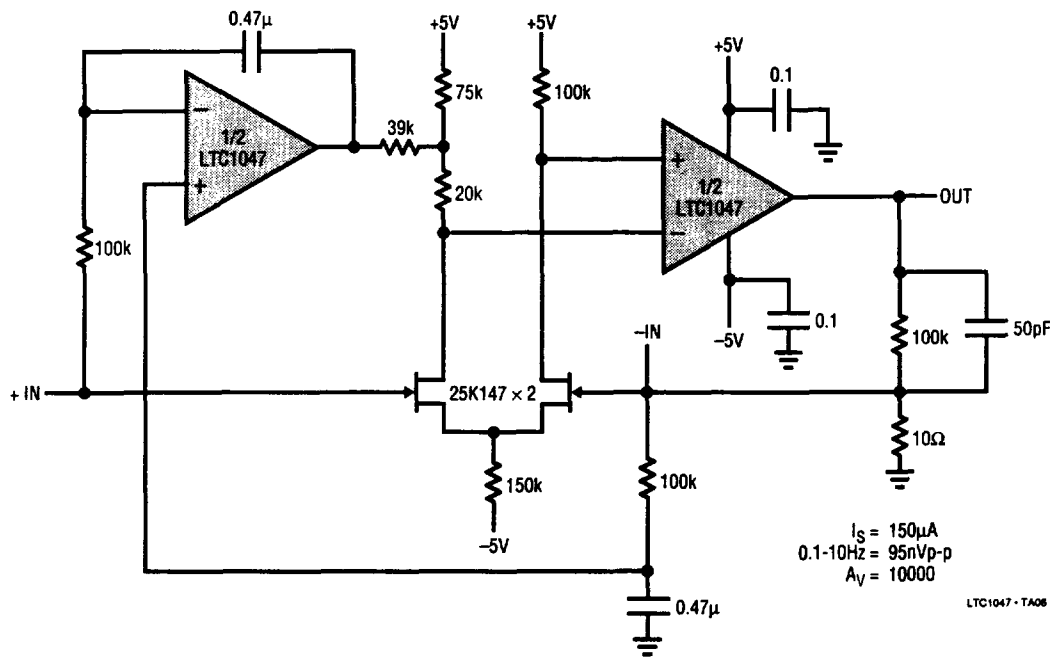 0.47µ
+5V
+5V
+5V
0.1
75k
100k
−
1/2
LTC1047
+
39k
20k
+
1/2
LTC1047
−
OUT
100k
–5V
0.1
–IN
100k
50pF
+ IN
25K147 × 2
10Ω
150k
100k
–5V
IS = 150µA
0.1-10Hz = 95nVp-p
AV = 10000
0.47µ
LTC1047 • TA06